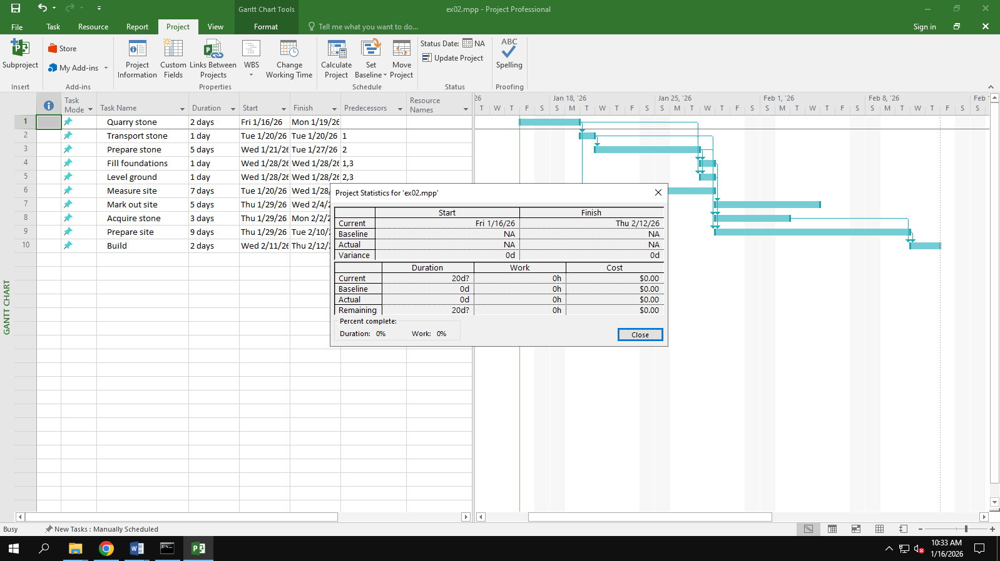 Gantt Chart Tools
ex02.mpp - Project Professional
File
Task
Resource
Report
Project
View
Format
Tell me what you want to do...
Sign in
Subproject
Insert
Store
My Add-ins
Add-ins
Project Information
Custom Fields
Links Between Projects
WBS
Change Working Time
Properties
Calculate Project
Set Baseline
Move Project
Schedule
Status Date: NA
Update Project
Status
ABC
Spelling
Proofing
Task Mode
Task Name
Duration
Start
Finish
Predecessors
Resource Names
26
Jan 18, '26
Jan 25, '26
Feb 1, '26
Feb 8, '26
Feb 1
T W T F S S M T W T F S S M T W T F S S M T W T F S S M T W T F S
1 Quarry stone 2 days Fri 1/16/26 Mon 1/19/26
2 Transport stone 1 day Tue 1/20/26 Tue 1/20/26 1
3 Prepare stone 5 days Wed 1/21/26 Tue 1/27/26 2
4 Fill foundations 1 day Wed 1/28/26 Wed 1/28/26 1,3
5 Level ground 1 day Wed 1/28/26 Wed 1/28/26 2,3
6 Measure site 7 days Tue 1/20/26 Wed 1/28/
7 Mark out site 5 days Thu 1/29/26 Wed 2/4/2
8 Acquire stone 3 days Thu 1/29/26 Mon 2/2/2
9 Prepare site 9 days Thu 1/29/26 Tue 2/10/
10 Build 2 days Wed 2/11/26 Thu 2/12/
GANTT CHART
Project Statistics for 'ex02.mpp'
Start Finish
Current Fri 1/16/26 Thu 2/12/26
Baseline NA NA
Actual NA NA
Variance 0d 0d
Duration Work Cost
Current 20d? 0h $0.00
Baseline 0d 0h $0.00
Actual 0d 0h $0.00
Remaining 20d? 0h $0.00
Percent complete:
Duration: 0% Work: 0%
Close
Busy
New Tasks : Manually Scheduled
10:33 AM
1/16/2026